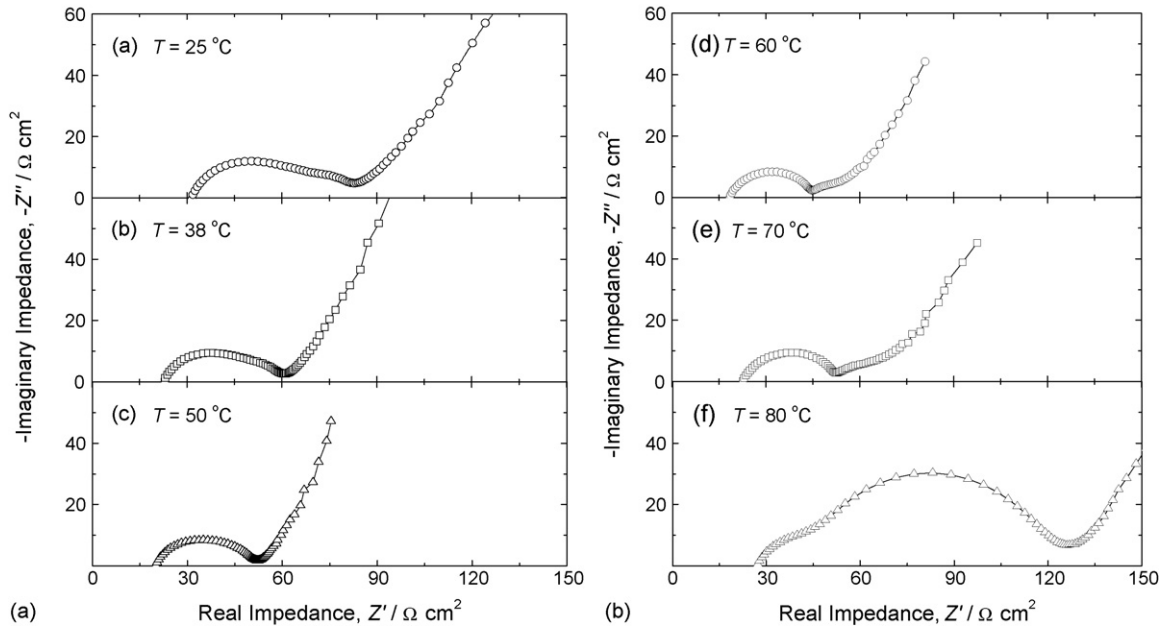 60
(a) T = 25 °C
40
20
0
(b) T = 38 °C
40
20
0
(c) T = 50 °C
40
20
0 30 60 90 120 150
-Imaginary Impedance, -Z'' / Ω cm²
(a) Real Impedance, Z' / Ω cm²
60
(d) T = 60 °C
40
20
0
(e) T = 70 °C
40
20
0
(f) T = 80 °C
40
20
0 30 60 90 120 150
-Imaginary Impedance, -Z'' / Ω cm²
(b) Real Impedance, Z' / Ω cm²